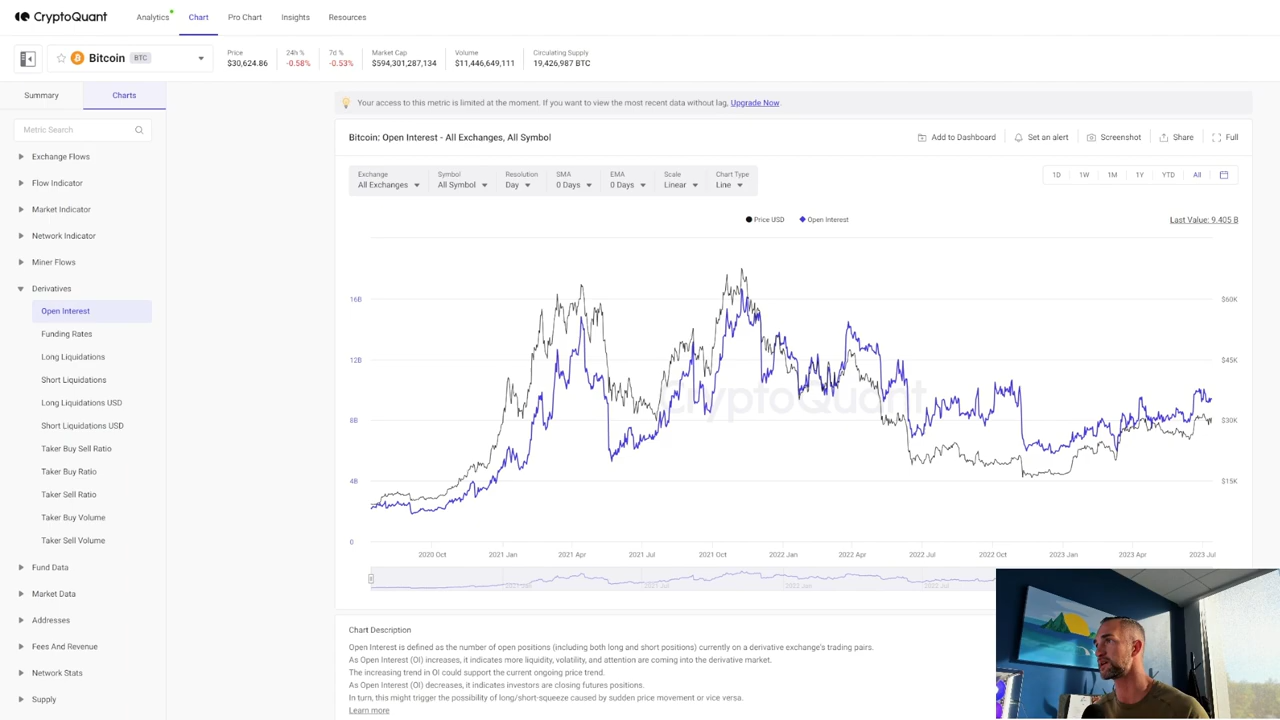 CryptoQuant
Analytics Chart Pro Chart Insights Resources
Bitcoin BTC
Price 24h % 7d % Market Cap Volume Circulating Supply
$30,624.86 -0.58% -0.53% $594,301,287,134 $11,446,649,111 19,426,987 BTC
Summary Charts
Your access to this metric is limited at the moment. If you want to view the most recent data without lag, Upgrade Now.
Metric Search
Exchange Flows
Flow Indicator
Market Indicator
Network Indicator
Miner Flows
Derivatives
Open Interest
Funding Rates
Long Liquidations
Short Liquidations
Long Liquidations USD
Short Liquidations USD
Taker Buy Sell Ratio
Taker Buy Ratio
Taker Sell Ratio
Taker Buy Volume
Taker Sell Volume
Fund Data
Market Data
Addresses
Fees And Revenue
Network Stats
Supply
Bitcoin: Open Interest - All Exchanges, All Symbol
Add to Dashboard Set an alert Screenshot Share Full
Exchange Symbol Resolution SMA EMA Scale Chart Type
All Exchanges All Symbol Day 0 Days 0 Days Linear Line
1D 1W 1M 1Y YTD All
Price USD Open Interest
Last Value: 9.405 B
16B $60K
12B $45K
CryptoQuant
8B $30K
4B $15K
0
2020 Oct 2021 Jan 2021 Apr 2021 Jul 2021 Oct 2022 Jan 2022 Apr 2022 Jul 2022 Oct 2023 Jan 2023 Apr 2023 Jul
2021 Jan 2021 Jul 2022 Jan 2022 Jul
Chart Description
Open Interest is defined as the number of open positions (including both long and short positions) currently on a derivative exchange's trading pairs.
As Open Interest (OI) increases, it indicates more liquidity, volatility, and attention are coming into the derivative market.
The increasing trend in OI could support the current ongoing price trend.
As Open Interest (OI) decreases, it indicates investors are closing futures positions.
In turn, this might trigger the possibility of long/short-squeeze caused by sudden price movement or vice versa.
Learn more